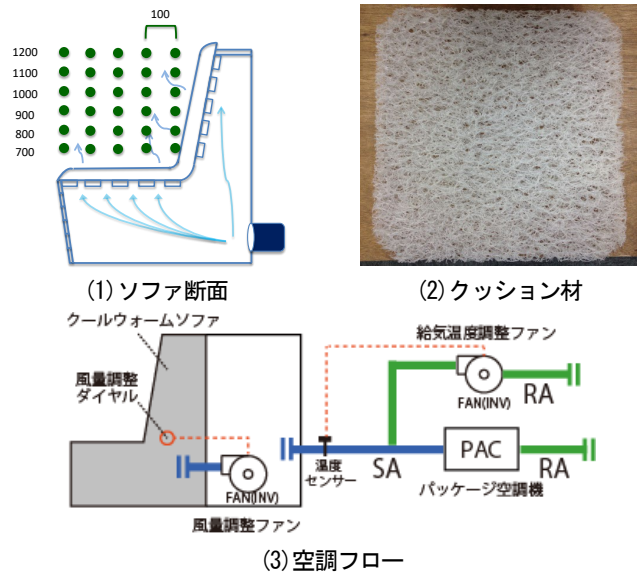 100
1200
1100
1000
900
800
700
(1) ソファ断面
(2) クッション材
クールウォームソファ
風量調整
ダイヤル
FAN(INV)
風量調整ファン
給気温度調整ファン
FAN(INV)
RA
温度
センサー
SA
PAC
RA
パッケージ空調機
(3) 空調フロー